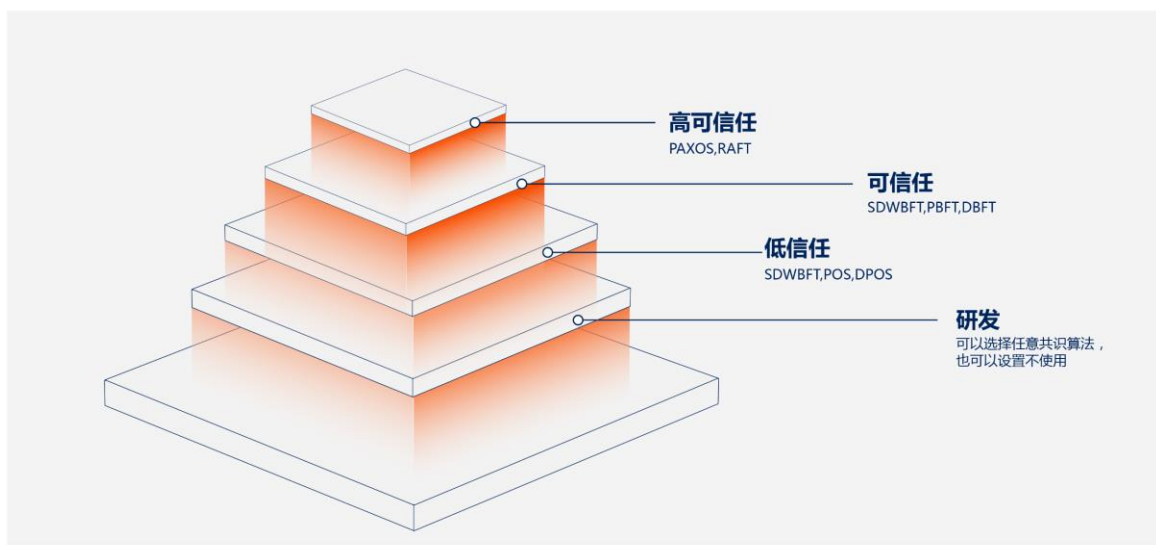 高可信任
PAXOS,RAFT
可信任
SDWBFT,PBFT,DBFT
低信任
SDWBFT,POS,DPOS
研发
可以选择任意共识算法，
也可以设置不使用